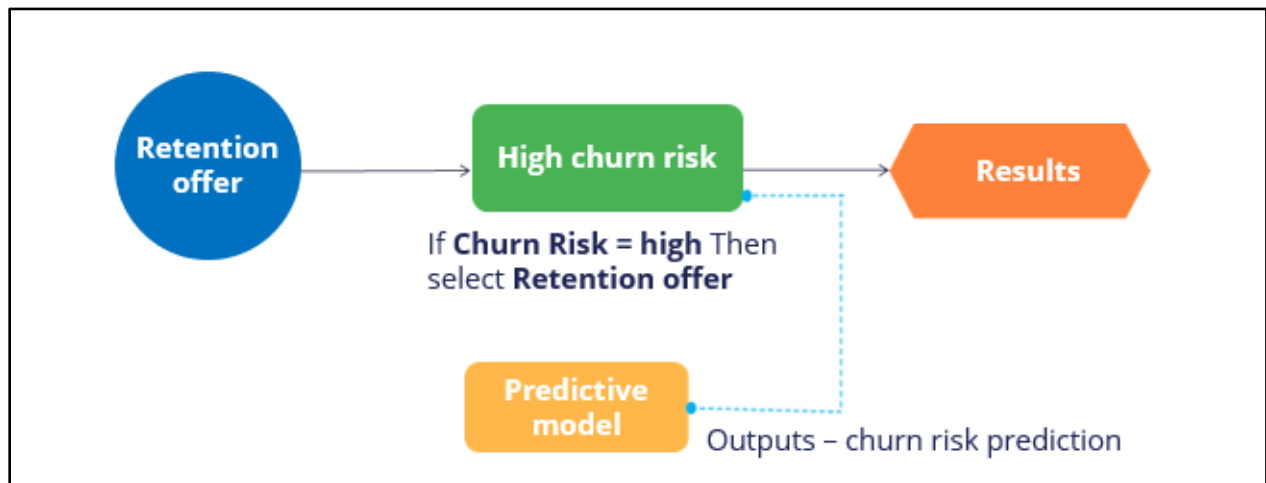 Retention
offer
High churn risk
Results
If Churn Risk = high Then
select Retention offer
Predictive
model
Outputs – churn risk prediction